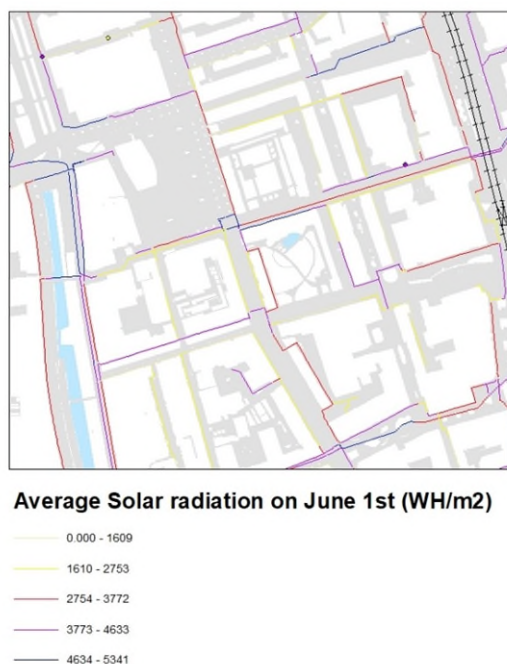 Average Solar radiation on June 1st (WH/m2)
0.000 - 1609
1610 - 2753
2754 - 3772
3773 - 4633
4634 - 5341